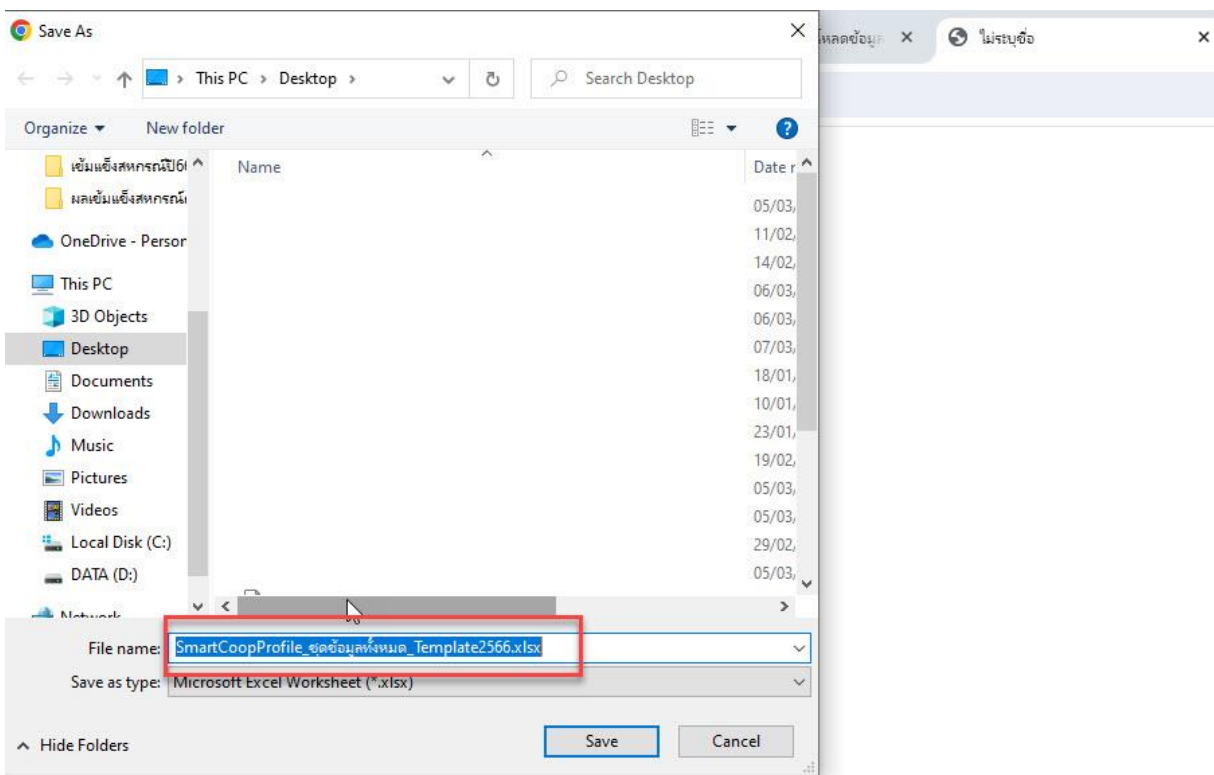 Save As
โหลดข้อมูล
ไม่ระบุชื่อ
This PC > Desktop >
Search Desktop
Organize
New folder
Name
Date r
เข้มแข็งสหกรณ์ปี6
ผลเข้มแข็งสหกรณ์
OneDrive - Person
This PC
3D Objects
Desktop
Documents
Downloads
Music
Pictures
Videos
Local Disk (C:)
DATA (D:)
Network
05/03/
11/02/
14/02/
06/03/
06/03/
07/03/
18/01/
10/01/
23/01/
19/02/
05/03/
05/03/
29/02/
05/03/
File name: SmartCoopProfile_ชุดข้อมูลทั้งหมด_Template2566.xlsx
Save as type: Microsoft Excel Worksheet (*.xlsx)
Hide Folders
Save
Cancel